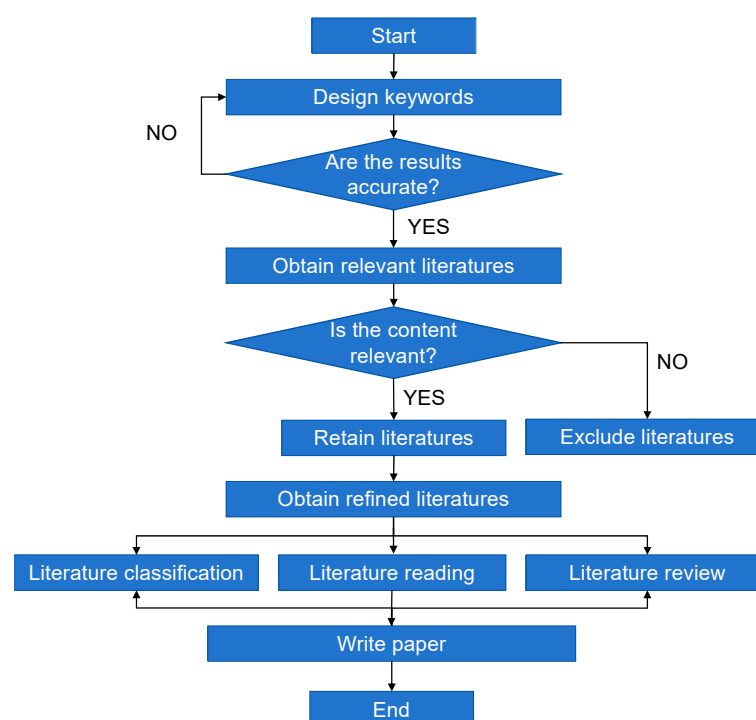 Start
Design keywords
NO
Are the results
accurate?
YES
Obtain relevant literatures
Is the content
relevant?
NO
YES
Retain literatures
Exclude literatures
Obtain refined literatures
Literature classification
Literature reading
Literature review
Write paper
End